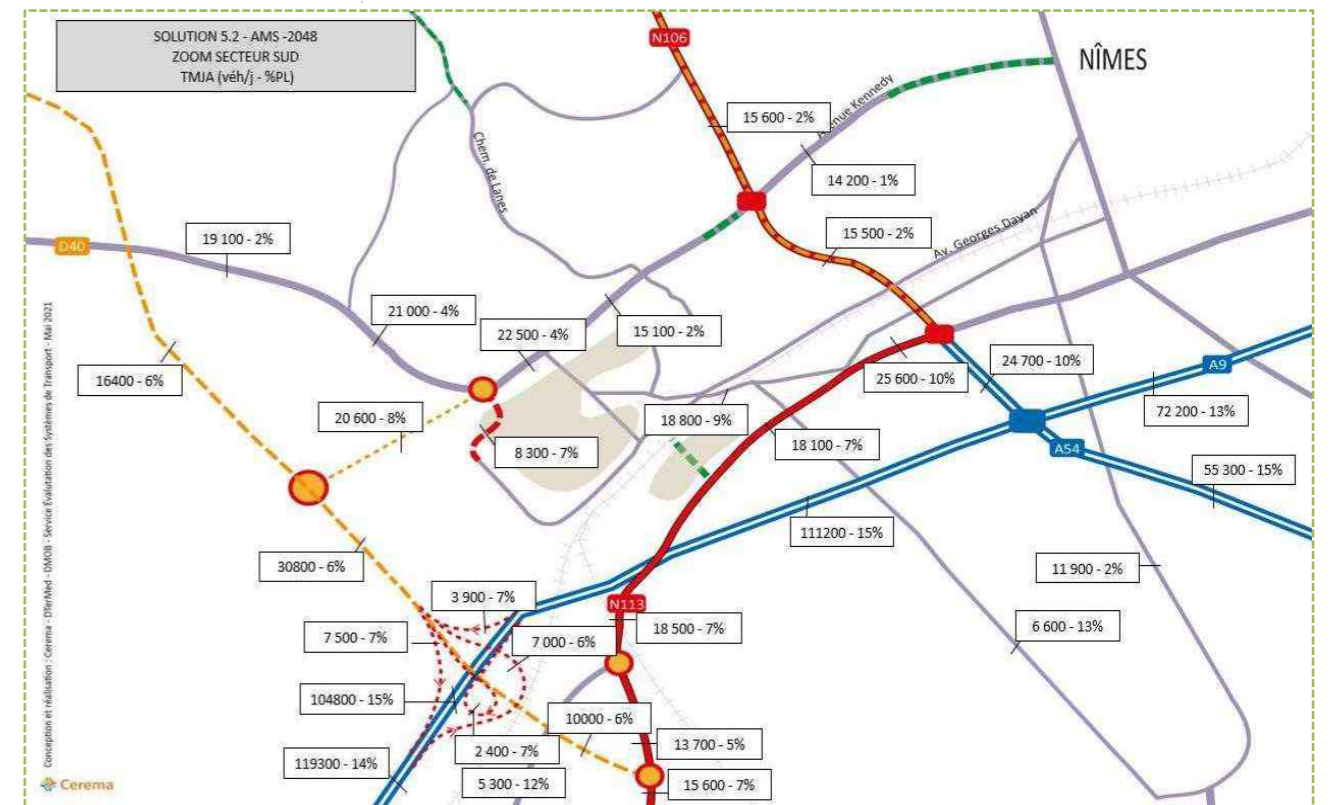 SOLUTION 5.2 - AMS -2048
ZOOM SECTEUR SUD
TMJA (véh/j - %PL)
N106
NÎMES
Avenue Kennedy
15 600 - 2%
14 200 - 1%
Chem. de Lanes
D40
19 100 - 2%
15 500 - 2%
Av. Georges Dayan
21 000 - 4%
22 500 - 4%
15 100 - 2%
24 700 - 10%
A9
16400 - 6%
25 600 - 10%
72 200 - 13%
20 600 - 8%
18 800 - 9%
8 300 - 7%
18 100 - 7%
A54
55 300 - 15%
111200 - 15%
30800 - 6%
11 900 - 2%
3 900 - 7%
N113
7 500 - 7%
7 000 - 6%
18 500 - 7%
6 600 - 13%
104800 - 15%
10000 - 6%
2 400 - 7%
13 700 - 5%
119300 - 14%
5 300 - 12%
15 600 - 7%
Conception et réalisation : Cerema - DTerMed - DMOB - Service Évalutation des Systèmes de Transport - Mai 2021
Cerema